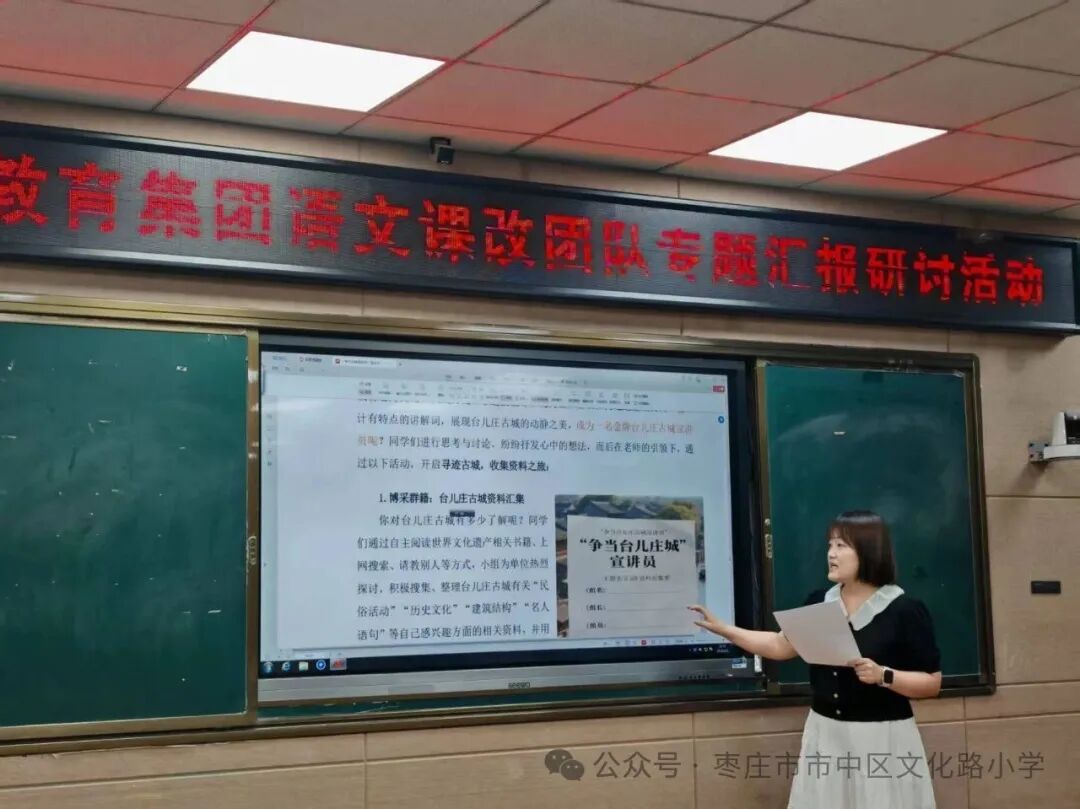 教育集团语文课改团队专题汇报研讨活动
计有特点的讲解词，展现台儿庄古城的动静之美，成为一名金牌台儿庄古城宣讲
员呢？同学们进行思考与讨论、纷纷抒发心中的想法，而后在老师的引领下，通
过以下活动，开启寻迹古城，收集资料之旅：
1. 博采群籍：台儿庄古城资料汇集
你对台儿庄古城有多少了解呢？同学
们通过自主阅读世界文化遗产相关书籍、上
网搜索、请教别人等方式，小组为单位热烈
探讨，积极搜集、整理台儿庄古城有关“民
俗活动”“历史文化”“建筑结构”“名人
语句”等自己感兴趣方面的相关资料，并用
“争当台儿庄城”
宣讲员
公众号 · 枣庄市市中区文化路小学